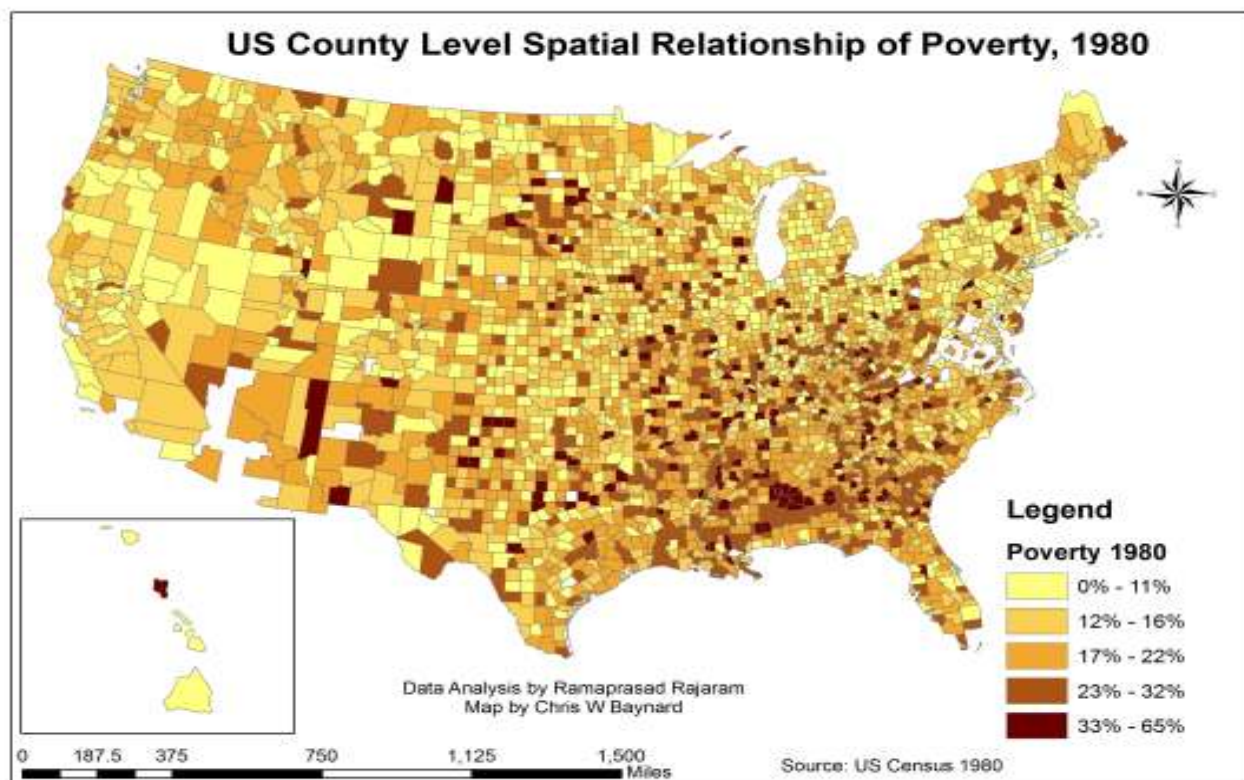 US County Level Spatial Relationship of Poverty, 1980
Legend
Poverty 1980
0% - 11%
12% - 16%
17% - 22%
23% - 32%
33% - 65%
Data Analysis by Ramaprasad Rajaram
Map by Chris W Baynard
0 187.5 375 750 1,125 1,500
Miles
Source: US Census 1980